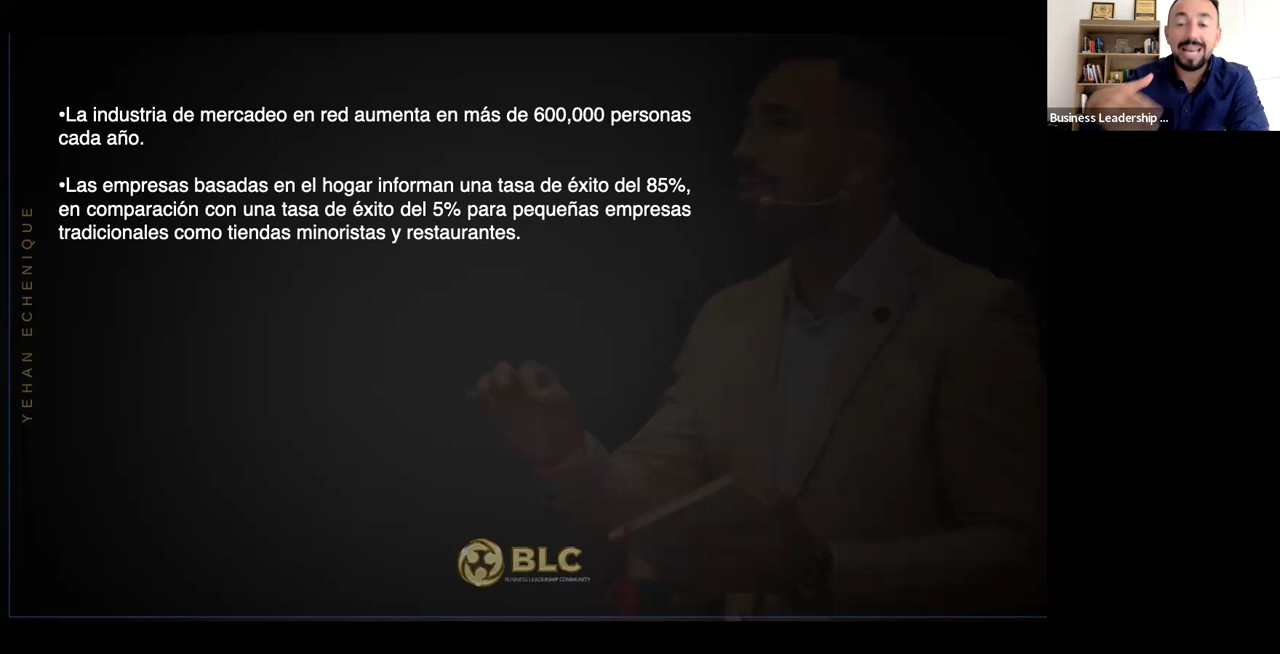 •La industria de mercadeo en red aumenta en más de 600,000 personas
cada año.
•Las empresas basadas en el hogar informan una tasa de éxito del 85%,
en comparación con una tasa de éxito del 5% para pequeñas empresas
tradicionales como tiendas minoristas y restaurantes.
YEHAN ECHENIQUE
BLC
BUSINESS LEADERSHIP COMMUNITY
Business Leadership ...